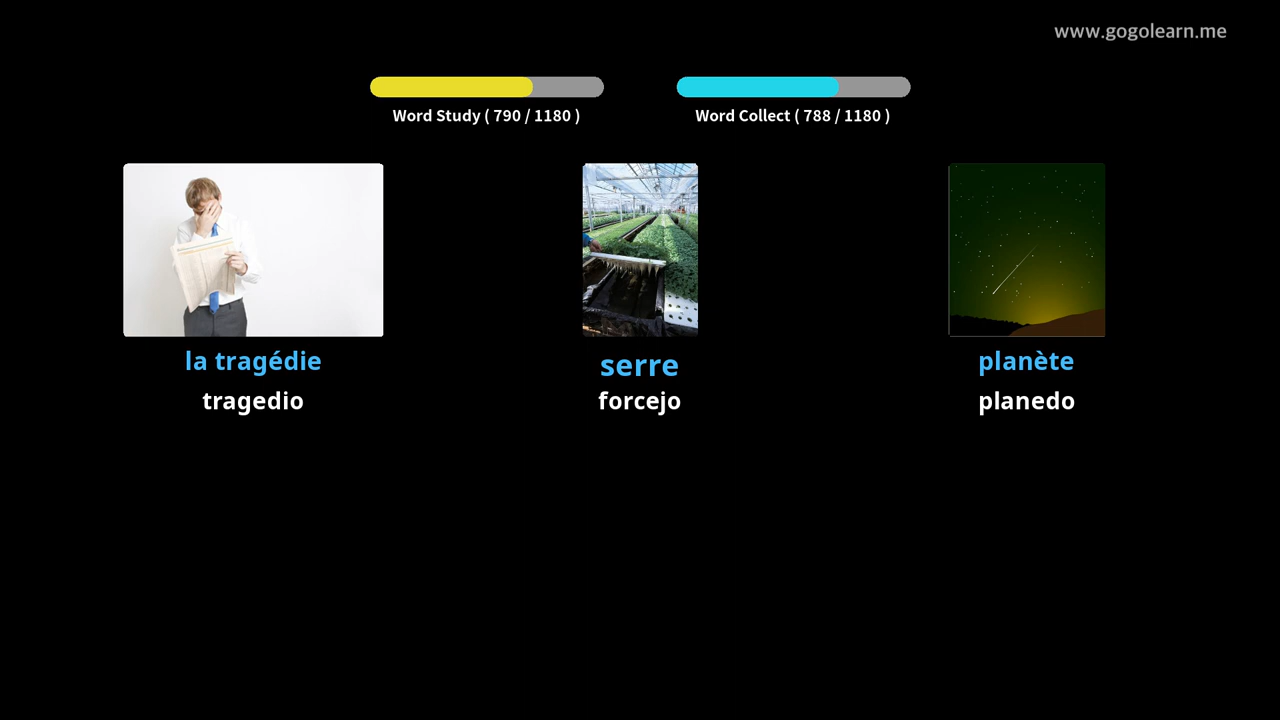 www.gogolearn.me
Word Study ( 790 / 1180 )
Word Collect ( 788 / 1180 )
la tragédie
tragedio
serre
forcejo
planète
planedo